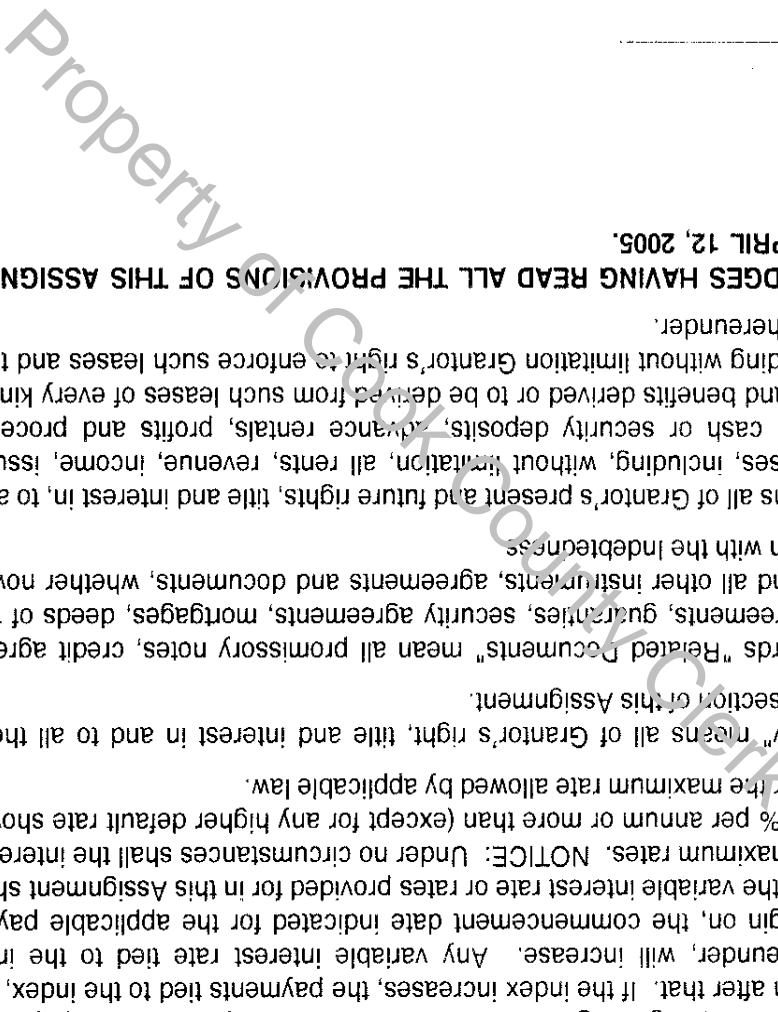 n after that. If the index increases, the payments tied to the index,
eunder, will increase. Any variable interest rate tied to the in
gin on, the commencement date indicated for the applicable pay
the variable interest rate or rates provided for in this Assignment sh
maximum rates. NOTICE: Under no circumstances shall the intere
% per annum or more than (except for any higher default rate show
r the maximum rate allowed by applicable law.
y" means all of Grantor's right, title and interest in and to all the
section of this Assignment.
rds "Related Documents" mean all promissory notes, credit agre
reements, guaranties, security agreements, mortgages, deeds of
nd all other instruments, agreements and documents, whether now
n with the Indebtedness
ns all of Grantor's present and future rights, title and interest in, to a
ses, including, without limitation, all rents, revenue, income, issu
cash or security deposits, advance rentals, profits and procee
and benefits derived or to be derived from such leases of every kin
ding without limitation Grantor's right to enforce such leases and t
hereunder.
DGES HAVING READ ALL THE PROVISIONS OF THIS ASSIGN
PRIL 12, 2005.
Property of Cook County Clerk